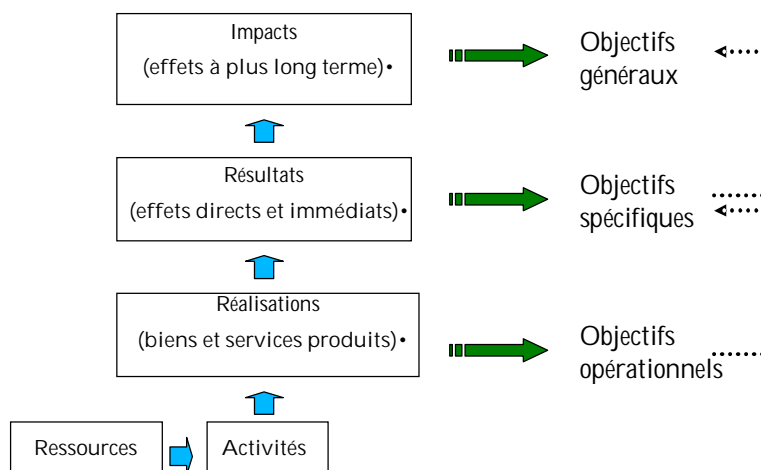 Impacts
(effets à plus long terme)•
Objectifs
généraux
Résultats
(effets directs et immédiats)•
Objectifs
spécifiques
Réalisations
(biens et services produits)•
Objectifs
opérationnels
Ressources
Activités